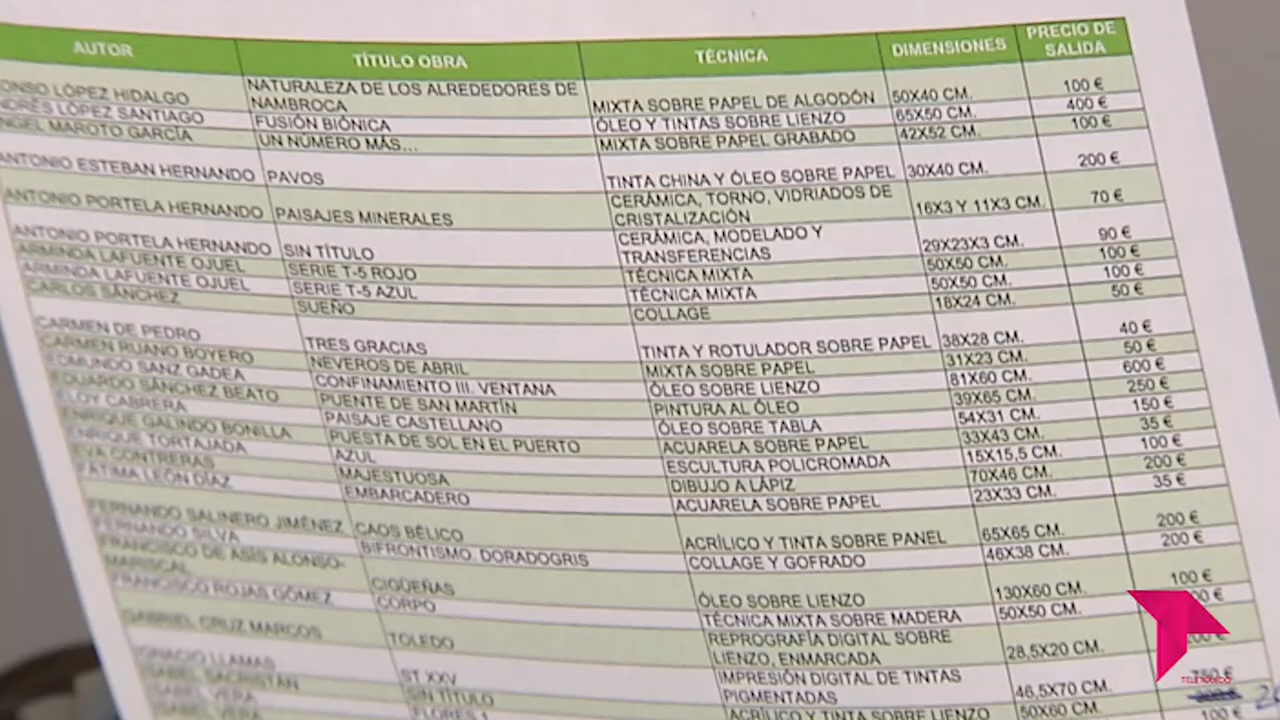 AUTOR TÍTULO OBRA TÉCNICA DIMENSIONES PRECIO DE SALIDA
ONSO LÓPEZ HIDALGO NATURALEZA DE LOS ALREDEDORES DE NAMBROCA MIXTA SOBRE PAPEL DE ALGODÓN 50X40 CM. 100 €
NDRÉS LÓPEZ SANTIAGO FUSIÓN BIÓNICA ÓLEO Y TINTAS SOBRE LIENZO 65X50 CM. 400 €
NGEL MAROTO GARCÍA UN NÚMERO MÁS... MIXTA SOBRE PAPEL GRABADO 42X52 CM. 100 €
ANTONIO ESTEBAN HERNANDO PAVOS TINTA CHINA Y ÓLEO SOBRE PAPEL 30X40 CM. 200 €
ANTONIO PORTELA HERNANDO PAISAJES MINERALES CERÁMICA, TORNO, VIDRIADOS DE CRISTALIZACIÓN 16X3 Y 11X3 CM. 70 €
ANTONIO PORTELA HERNANDO SIN TÍTULO CERÁMICA, MODELADO Y TRANSFERENCIAS 29X23X3 CM. 90 €
ARMINDA LAFUENTE OJUEL SERIE T-5 ROJO TÉCNICA MIXTA 50X50 CM. 100 €
ARMINDA LAFUENTE OJUEL SERIE T-5 AZUL TÉCNICA MIXTA 50X50 CM. 100 €
CARLOS SÁNCHEZ SUEÑO COLLAGE 18X24 CM. 50 €
CARMEN DE PEDRO TRES GRACIAS TINTA Y ROTULADOR SOBRE PAPEL 38X28 CM. 40 €
CARMEN RUANO BOYERO NEVEROS DE ABRIL MIXTA SOBRE PAPEL 31X23 CM. 50 €
EDMUNDO SANZ GADEA CONFINAMIENTO III. VENTANA ÓLEO SOBRE LIENZO 81X60 CM. 600 €
EDUARDO SÁNCHEZ BEATO PUENTE DE SAN MARTÍN PINTURA AL ÓLEO 39X65 CM. 250 €
ELOY CABRERA PAISAJE CASTELLANO ÓLEO SOBRE TABLA 54X31 CM. 150 €
ENRIQUE GALINDO BONILLA PUESTA DE SOL EN EL PUERTO ACUARELA SOBRE PAPEL 33X43 CM. 35 €
ENRIQUE TORTAJADA AZUL ESCULTURA POLICROMADA 15X15,5 CM. 100 €
EVA CONTRERAS MAJESTUOSA DIBUJO A LÁPIZ 70X46 CM. 200 €
FÁTIMA LEÓN DÍAZ EMBARCADERO ACUARELA SOBRE PAPEL 23X33 CM. 35 €
FERNANDO SALINERO JIMÉNEZ CAOS BÉLICO ACRÍLICO Y TINTA SOBRE PANEL 65X65 CM. 200 €
FERNANDO SILVA BIFRONTISMO. DORADOGRIS COLLAGE Y GOFRADO 46X38 CM. 200 €
FRANCISCO DE ASÍS ALONSO-MARISCAL CIGÜEÑAS ÓLEO SOBRE LIENZO 130X60 CM. 100 €
FRANCISCO ROJAS GÓMEZ CORPO TÉCNICA MIXTA SOBRE MADERA 50X50 CM.
GABRIEL CRUZ MARCOS TOLEDO REPROGRAFÍA DIGITAL SOBRE LIENZO, ENMARCADA 28,5X20 CM. 200 €
IGNACIO LLAMAS ST XXV IMPRESIÓN DIGITAL DE TINTAS PIGMENTADAS 46,5X70 CM.
ISABEL SACRISTÁN SIN TÍTULO ACRÍLICO Y TINTA SOBRE LIENZO 50X60 CM.
ISABEL VERA FLORES 1 100 €
ISABEL VERA